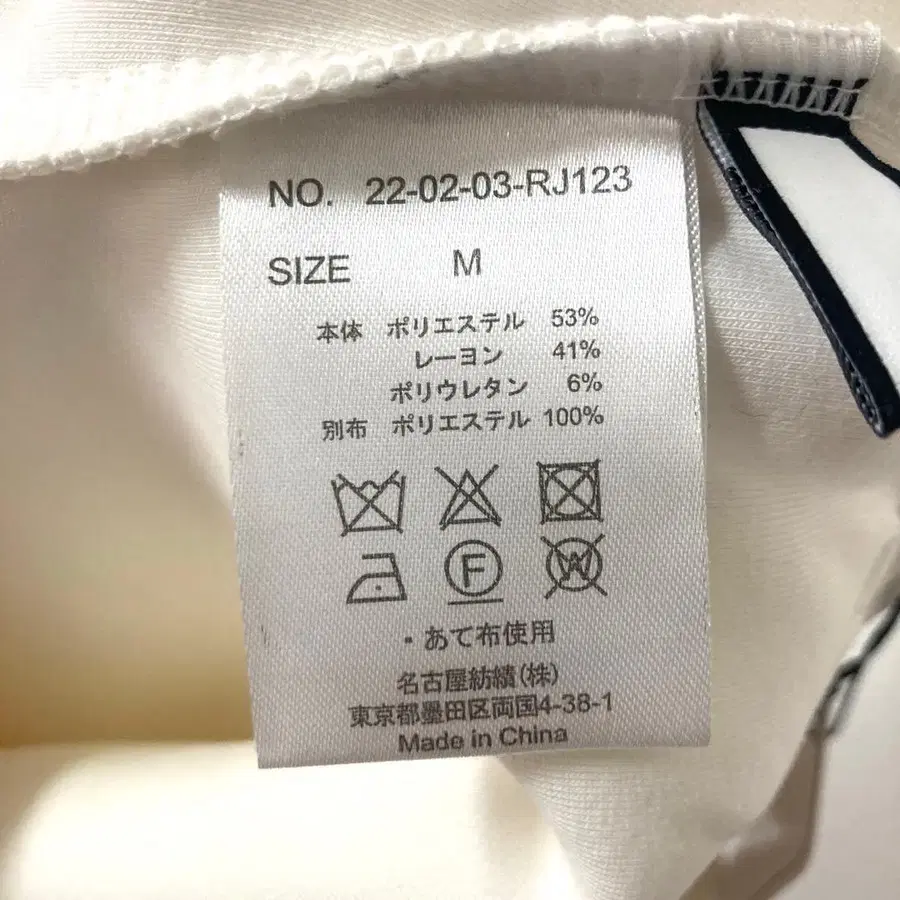 NO. 22-02-03-RJ123
SIZE M
本体 ポリエステル 53%
レーヨン 41%
ポリウレタン 6%
別布 ポリエステル 100%
F W
・あて布使用
名古屋紡績(株)
東京都墨田区両国4-38-1
Made in China